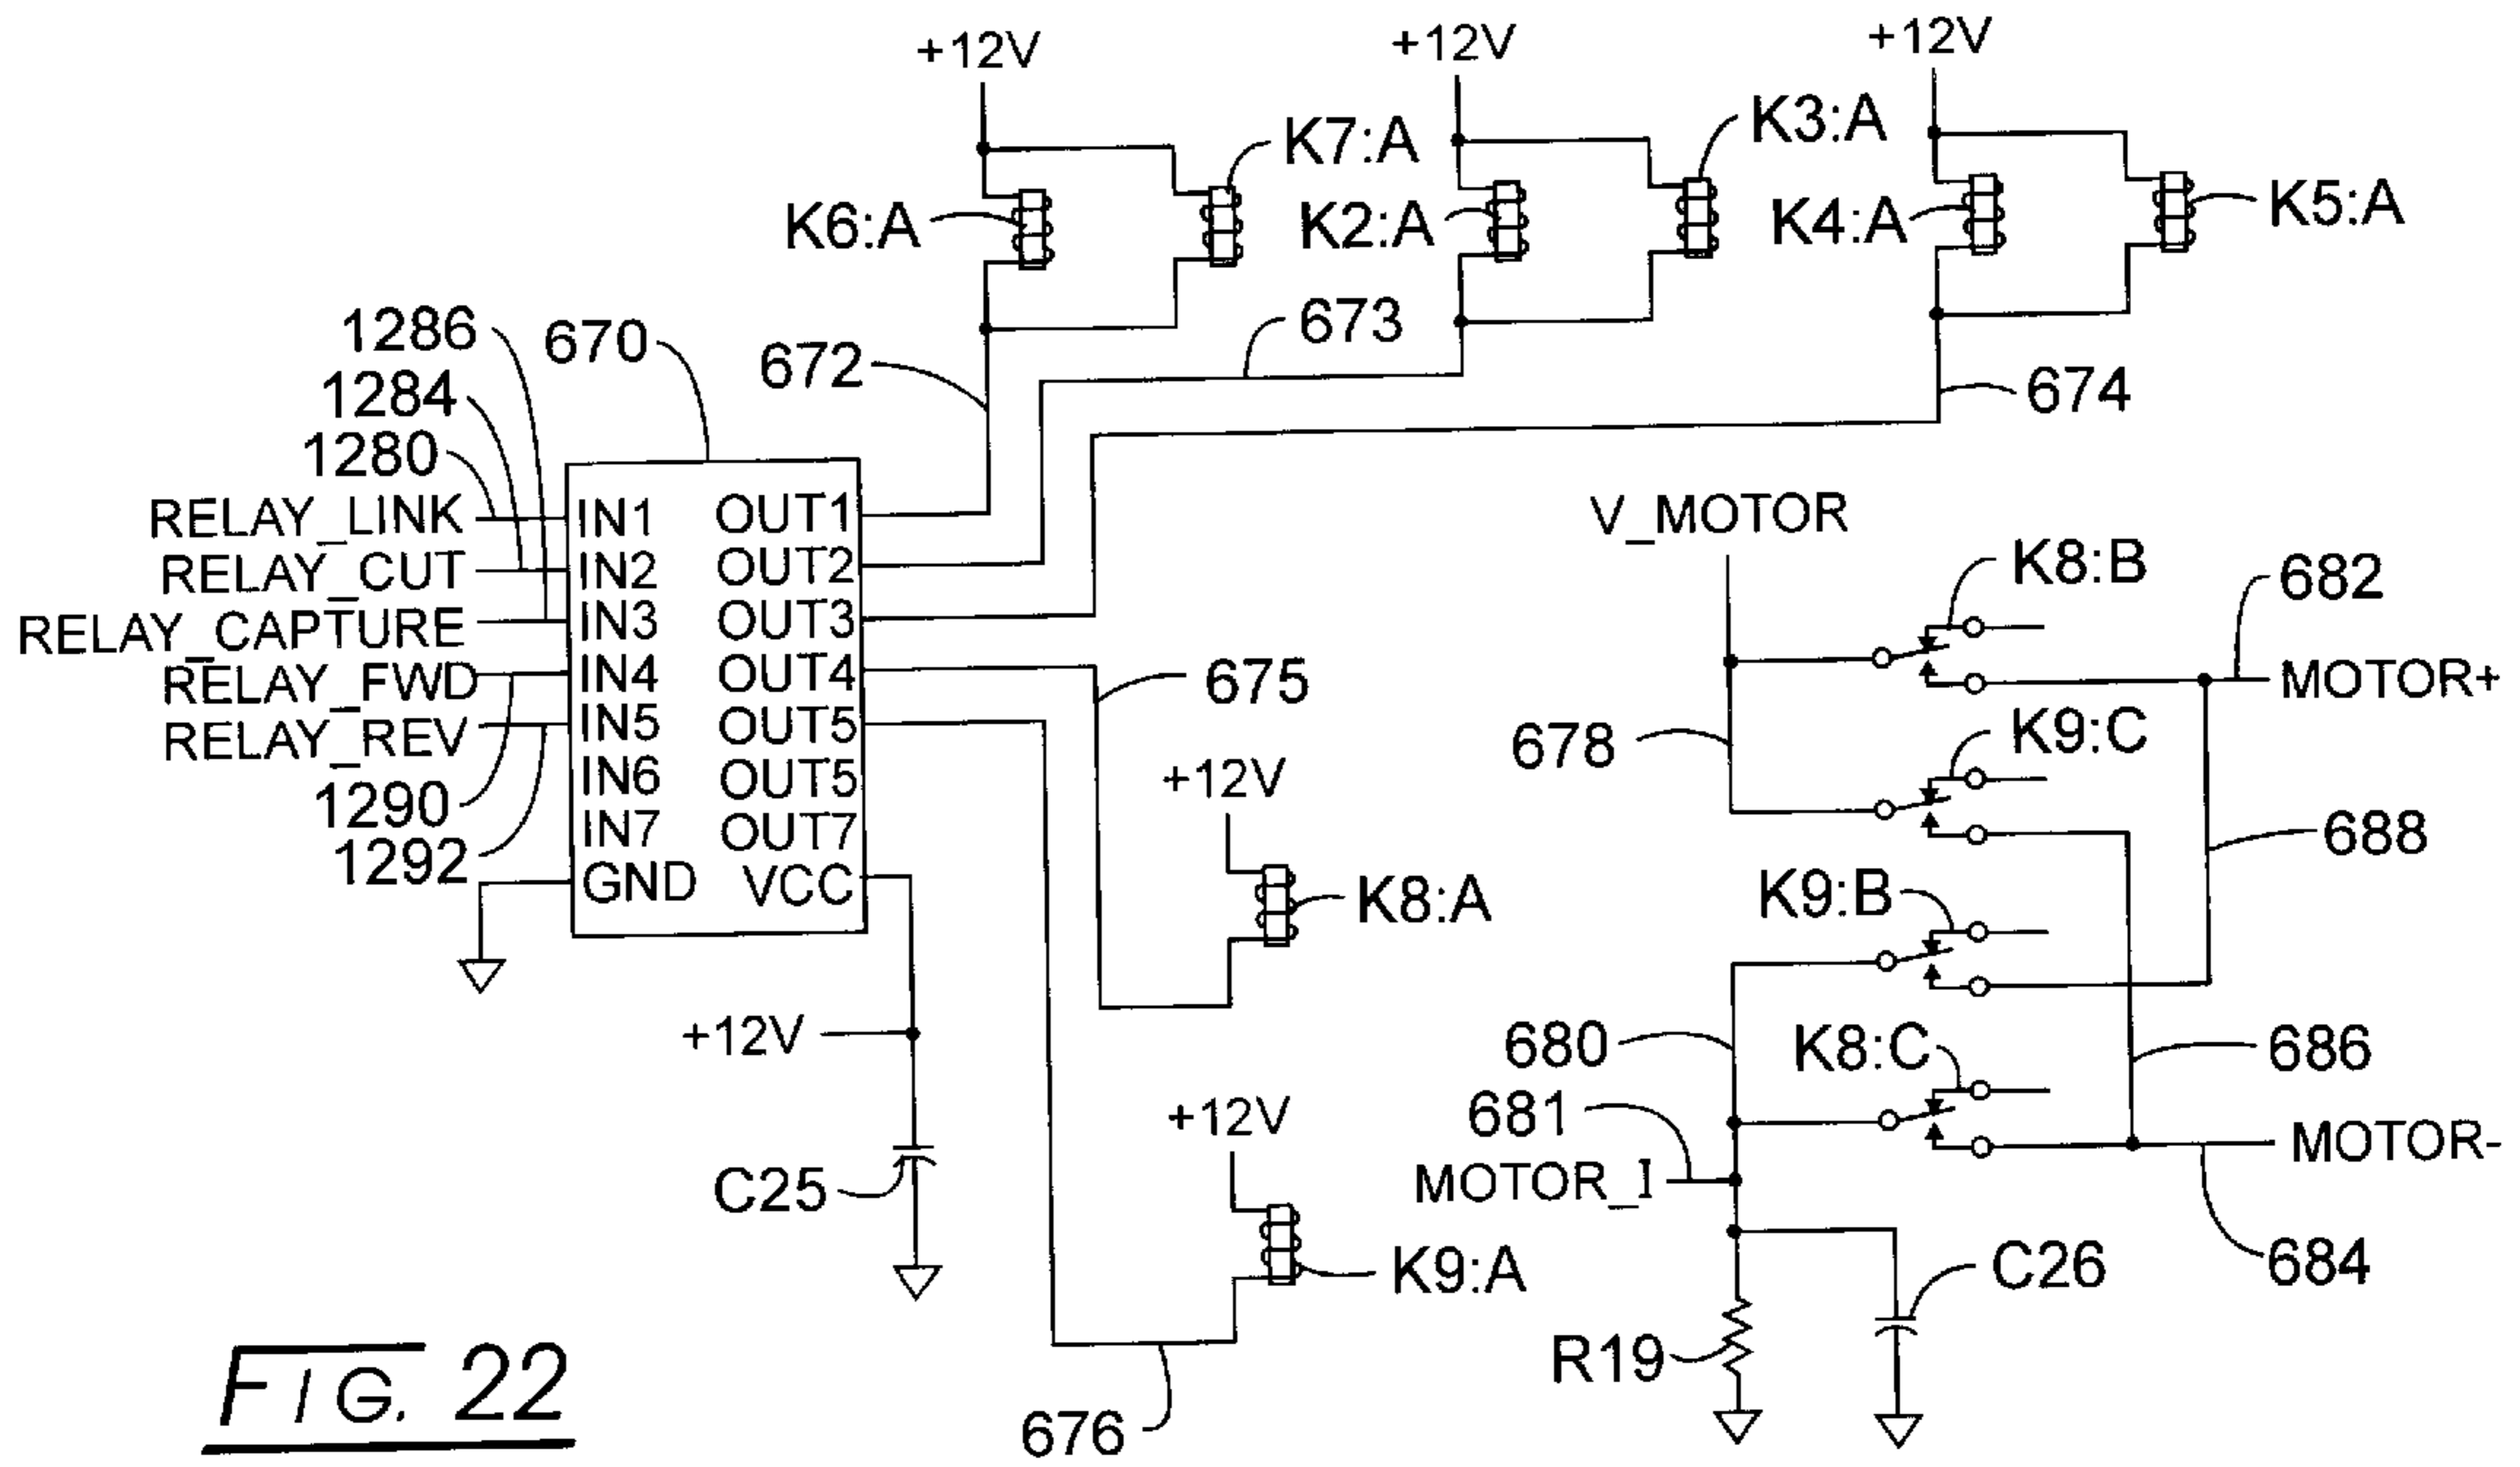 +12V +12V +12V
K7:A K3:A
K6:A K2:A K4:A K5:A
1286 670 672 673 674
1284
1280
RELAY_LINK IN1 OUT1
RELAY_CUT IN2 OUT2
RELAY_CAPTURE IN3 OUT3
RELAY_FWD IN4 OUT4
RELAY_REV IN5 OUT5
IN6 OUT5
IN7 OUT7
GND VCC
1290
1292
675
+12V
K8:A
+12V
C25
+12V
K9:A
676
V_MOTOR
K8:B 682
MOTOR+
678 K9:C
688
K9:B
680 K8:C 686
681
MOTOR_I MOTOR-
C26 684
R19
FIG. 22